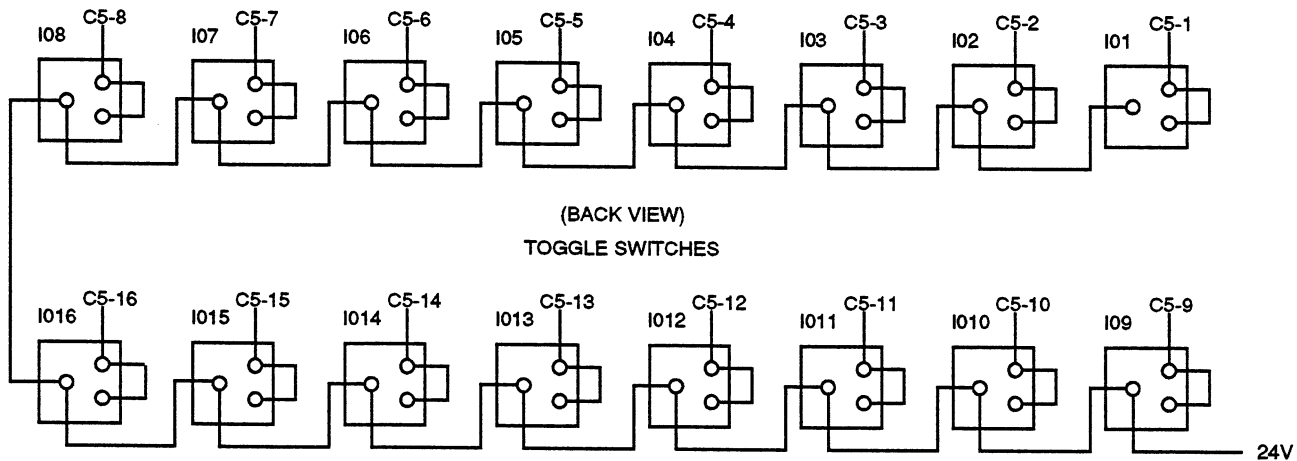 I08 C5-8 I07 C5-7 I06 C5-6 I05 C5-5 I04 C5-4 I03 C5-3 I02 C5-2 I01 C5-1
(BACK VIEW)
TOGGLE SWITCHES
I016 C5-16 I015 C5-15 I014 C5-14 I013 C5-13 I012 C5-12 I011 C5-11 I010 C5-10 I09 C5-9
24V